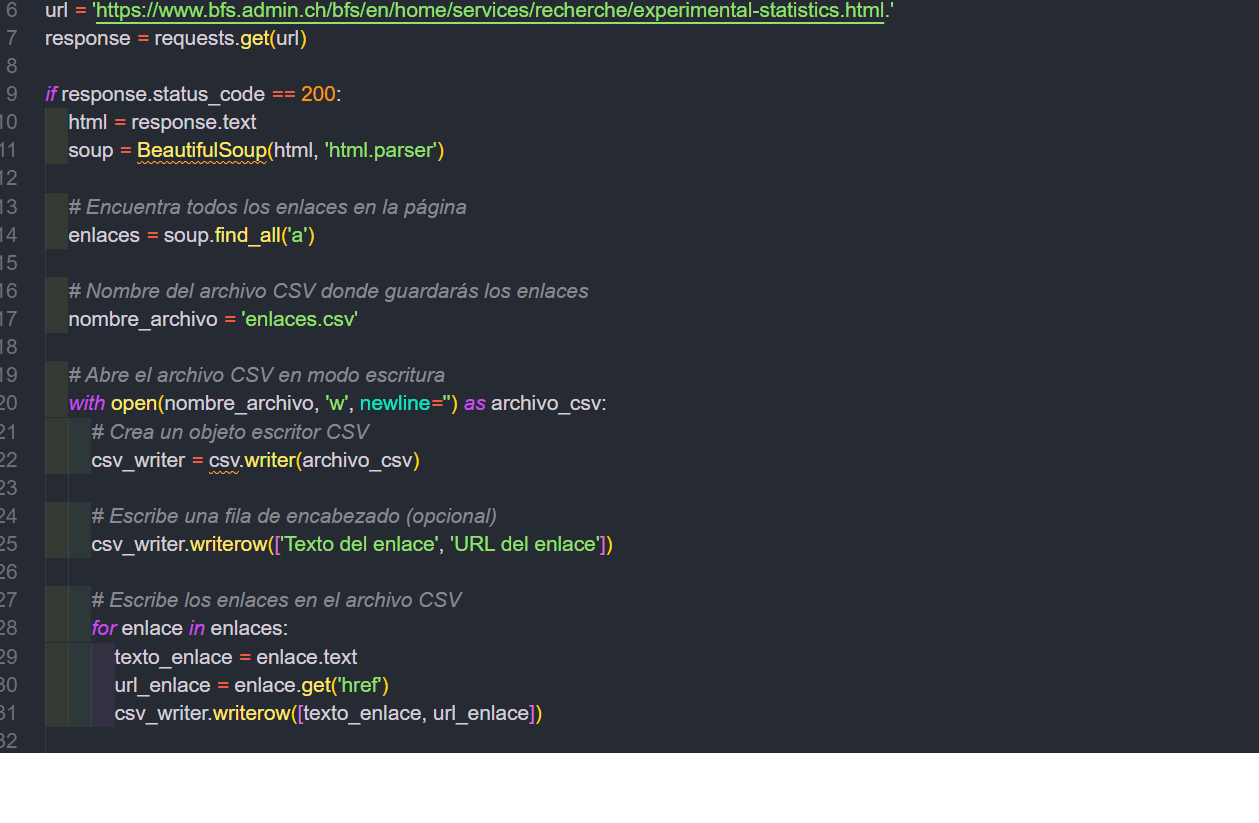 6 url = 'https://www.bfs.admin.ch/bfs/en/home/services/recherche/experimental-statistics.html.'
7 response = requests.get(url)
8
9 if response.status_code == 200:
10 html = response.text
11 soup = BeautifulSoup(html, 'html.parser')
12
13 # Encuentra todos los enlaces en la página
14 enlaces = soup.find_all('a')
15
16 # Nombre del archivo CSV donde guardarás los enlaces
17 nombre_archivo = 'enlaces.csv'
18
19 # Abre el archivo CSV en modo escritura
20 with open(nombre_archivo, 'w', newline='') as archivo_csv:
21 # Crea un objeto escritor CSV
22 csv_writer = csv.writer(archivo_csv)
23
24 # Escribe una fila de encabezado (opcional)
25 csv_writer.writerow(['Texto del enlace', 'URL del enlace'])
26
27 # Escribe los enlaces en el archivo CSV
28 for enlace in enlaces:
29 texto_enlace = enlace.text
30 url_enlace = enlace.get('href')
31 csv_writer.writerow([texto_enlace, url_enlace])
32